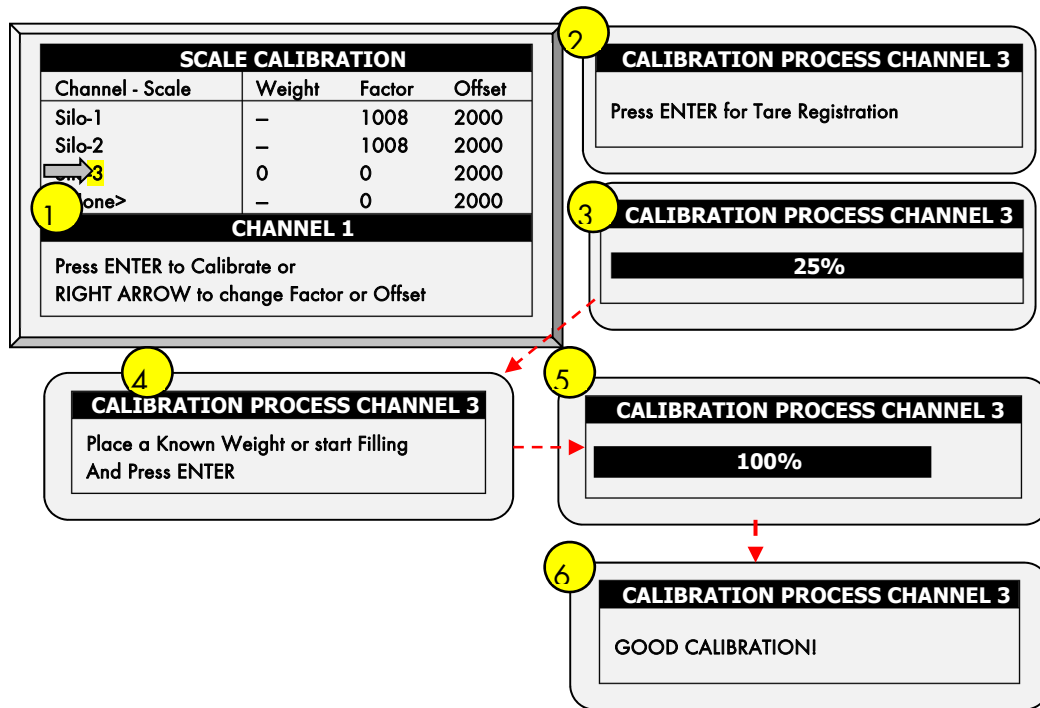 1
SCALE CALIBRATION
Channel - Scale Weight Factor Offset
Silo-1 – 1008 2000
Silo-2 – 1008 2000
-3 0 0 2000
one> – 0 2000
CHANNEL 1
Press ENTER to Calibrate or
RIGHT ARROW to change Factor or Offset
2
CALIBRATION PROCESS CHANNEL 3
Press ENTER for Tare Registration
3
CALIBRATION PROCESS CHANNEL 3
25%
4
CALIBRATION PROCESS CHANNEL 3
Place a Known Weight or start Filling
And Press ENTER
5
CALIBRATION PROCESS CHANNEL 3
100%
6
CALIBRATION PROCESS CHANNEL 3
GOOD CALIBRATION!